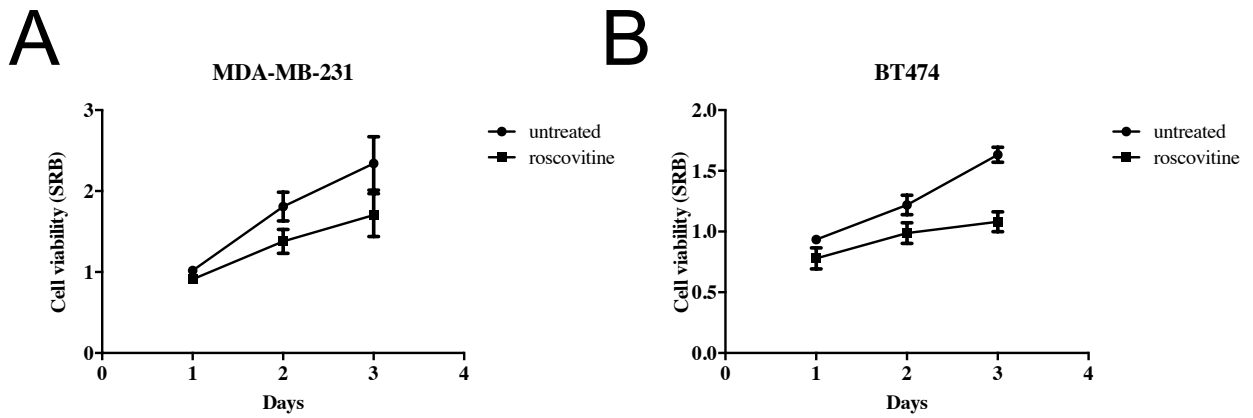 A
MDA-MB-231
3
2
1
0
Cell viability (SRB)
0 1 2 3 4
Days
untreated
roscovitine
B
BT474
2.0
1.5
1.0
0.5
0.0
Cell viability (SRB)
0 1 2 3 4
Days
untreated
roscovitine